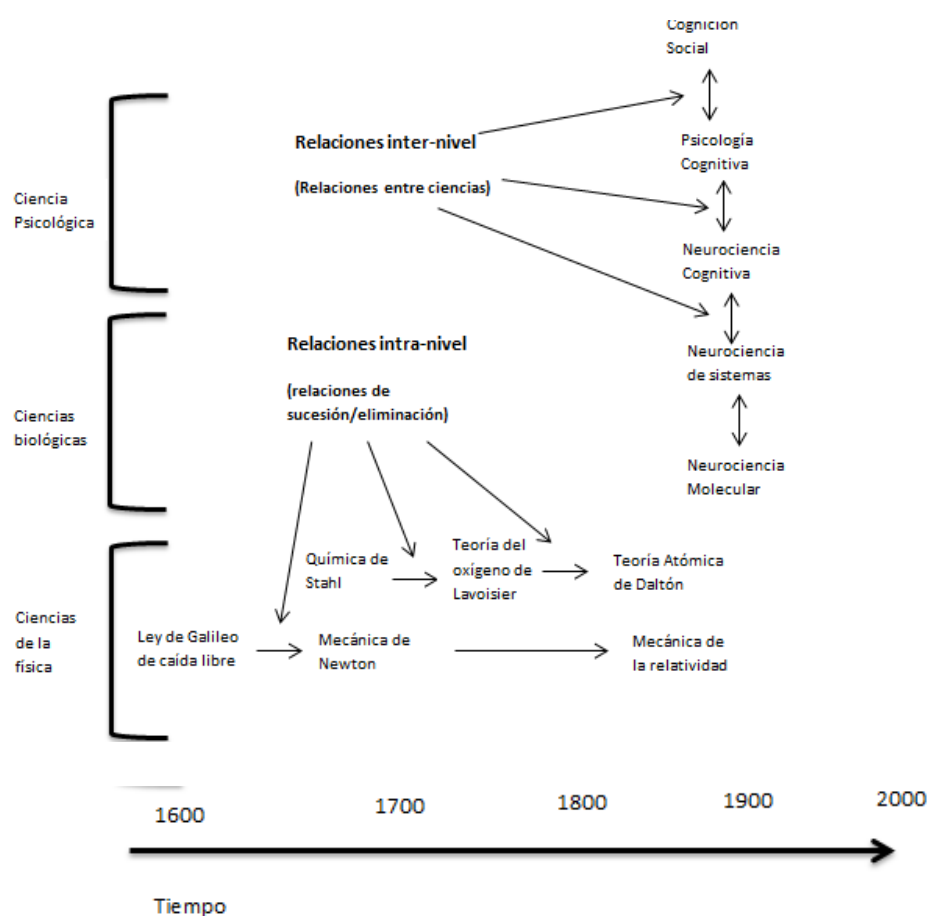 Cognición
Social
Relaciones inter-nivel
Psicología
Cognitiva
(Relaciones entre ciencias)
Ciencia
Psicológica
Neurociencia
Cognitiva
Relaciones intra-nivel
Neurociencia
de sistemas
(relaciones de
sucesión/eliminación)
Ciencias
biológicas
Neurociencia
Molecular
Química de
Stahl
Teoría del
oxígeno de
Lavoisier
Teoría Atómica
de Daltón
Ciencias
de la
física
Ley de Galileo
de caída libre
Mecánica de
Newton
Mecánica de
la relatividad
1600
1700
1800
1900
2000
Tiempo